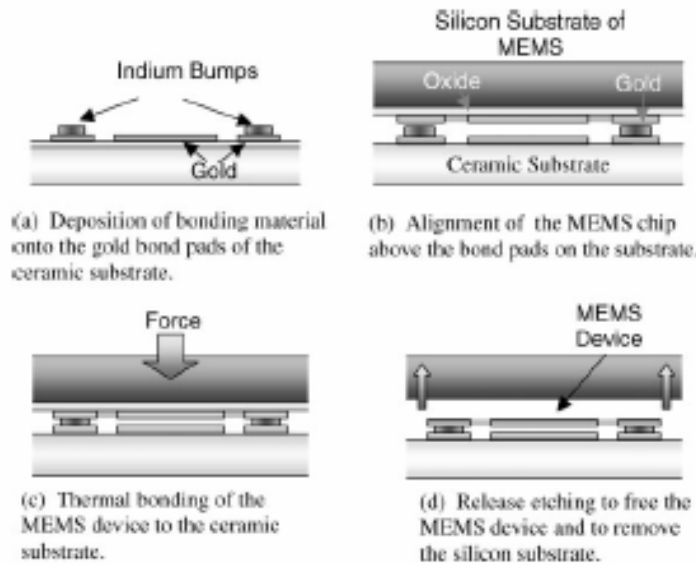 Silicon Substrate of
MEMS
Indium Bumps
Oxide
Gold
Gold
Ceramic Substrate
(a) Deposition of bonding material
onto the gold bond pads of the
ceramic substrate.
(b) Alignment of the MEMS chip
above the bond pads on the substrate.
Force
MEMS
Device
(c) Thermal bonding of the
MEMS device to the ceramic
substrate.
(d) Release etching to free the
MEMS device and to remove
the silicon substrate.